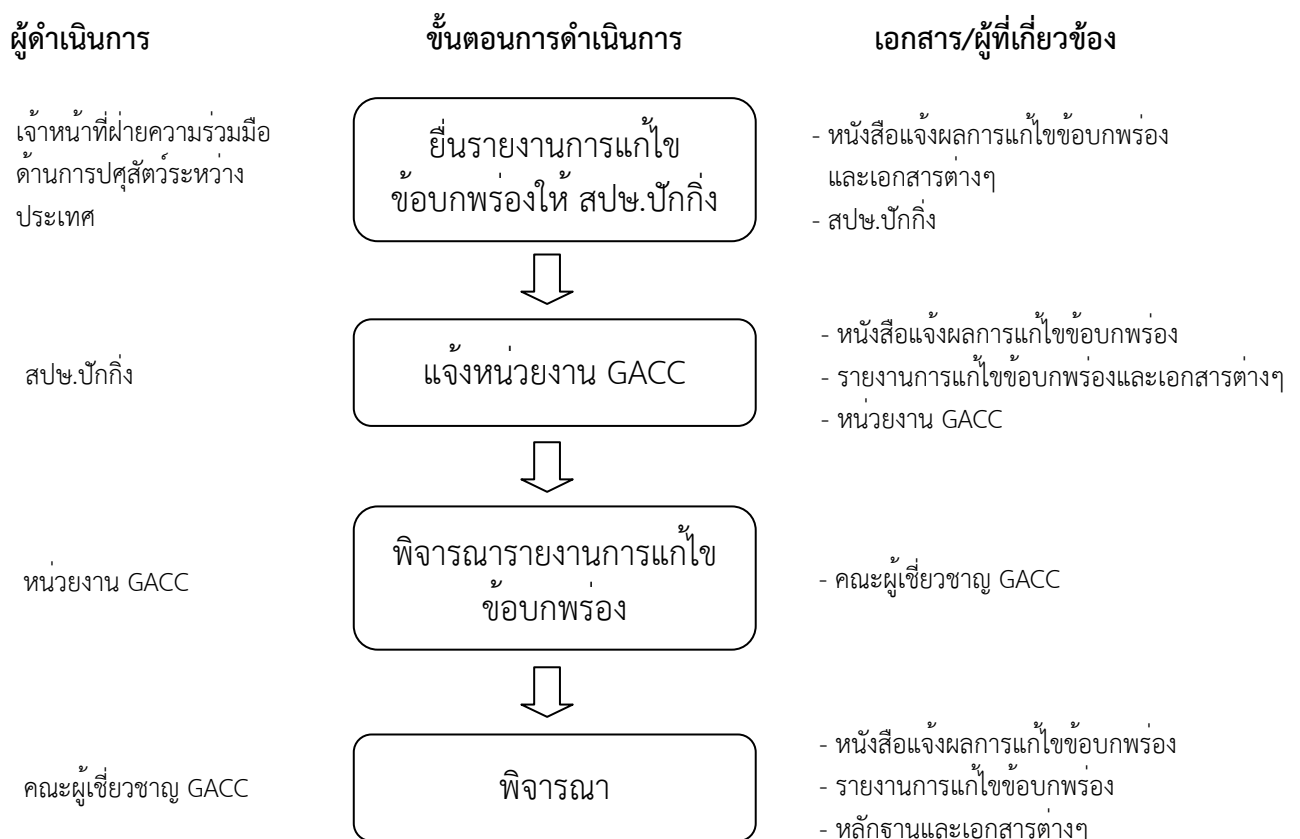 ผู้ดำเนินการ
ขั้นตอนการดำเนินการ
เอกสาร/ผู้ที่เกี่ยวข้อง
เจ้าหน้าที่ฝ่ายความร่วมมือ
ด้านการปศุสัตว์ระหว่าง
ประเทศ
ยื่นรายงานการแก้ไข
ข้อบกพร่องให้ สปษ.ปักกิ่ง
- หนังสือแจ้งผลการแก้ไขข้อบกพร่อง
และเอกสารต่างๆ
- สปษ.ปักกิ่ง
สปษ.ปักกิ่ง
แจ้งหน่วยงาน GACC
- หนังสือแจ้งผลการแก้ไขข้อบกพร่อง
- รายงานการแก้ไขข้อบกพร่องและเอกสารต่างๆ
- หน่วยงาน GACC
หน่วยงาน GACC
พิจารณารายงานการแก้ไข
ข้อบกพร่อง
- คณะผู้เชี่ยวชาญ GACC
คณะผู้เชี่ยวชาญ GACC
พิจารณา
- หนังสือแจ้งผลการแก้ไขข้อบกพร่อง
- รายงานการแก้ไขข้อบกพร่อง
- หลักฐานและเอกสารต่างๆ